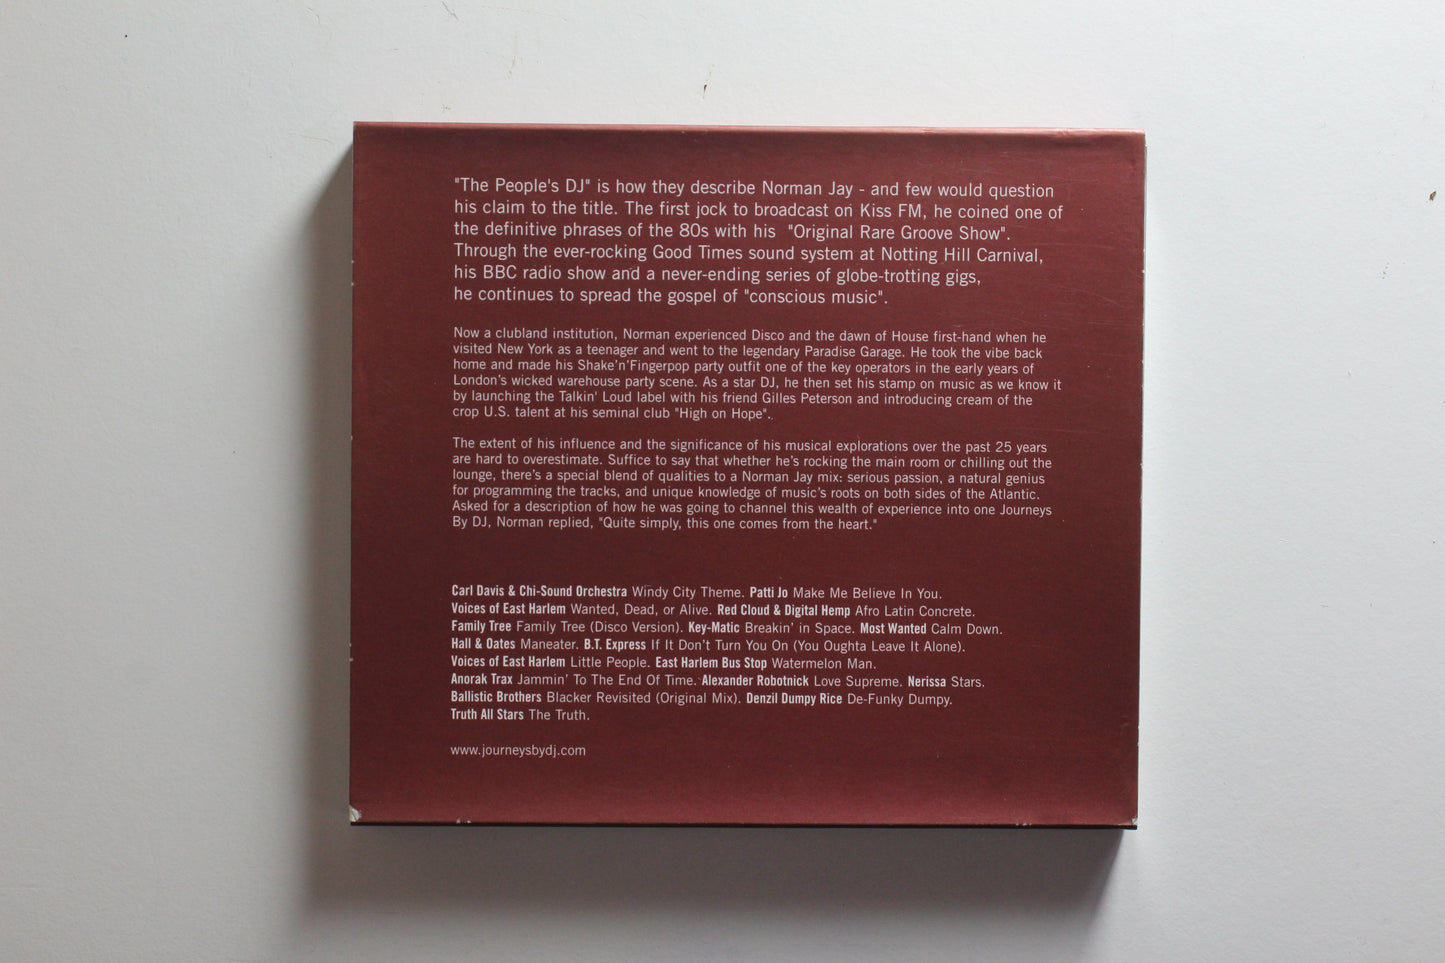 "The People's DJ" is how they describe Norman Jay - and few would question
his claim to the title. The first jock to broadcast on Kiss FM, he coined one of
the definitive phrases of the 80s with his "Original Rare Groove Show".
Through the ever-rocking Good Times sound system at Notting Hill Carnival,
his BBC radio show and a never-ending series of globe-trotting gigs,
he continues to spread the gospel of "conscious music".
Now a clubland institution, Norman experienced Disco and the dawn of House first-hand when he
visited New York as a teenager and went to the legendary Paradise Garage. He took the vibe back
home and made his Shake'n'Fingerpop party outfit one of the key operators in the early years of
London's wicked warehouse party scene. As a star DJ, he then set his stamp on music as we know it
by launching the Talkin' Loud label with his friend Gilles Peterson and introducing cream of the
crop U.S. talent at his seminal club "High on Hope".
The extent of his influence and the significance of his musical explorations over the past 25 years
are hard to overestimate. Suffice to say that whether he's rocking the main room or chilling out the
lounge, there's a special blend of qualities to a Norman Jay mix: serious passion, a natural genius
for programming the tracks, and unique knowledge of music's roots on both sides of the Atlantic.
Asked for a description of how he was going to channel this wealth of experience into one Journeys
By DJ, Norman replied, "Quite simply, this one comes from the heart."
Carl Davis & Chi-Sound Orchestra Windy City Theme. Patti Jo Make Me Believe In You.
Voices of East Harlem Wanted, Dead, or Alive. Red Cloud & Digital Hemp Afro Latin Concrete.
Family Tree Family Tree (Disco Version). Key-Matic Breakin' in Space. Most Wanted Calm Down.
Hall & Oates Maneater. B.T. Express If It Don't Turn You On (You Oughta Leave It Alone).
Voices of East Harlem Little People. East Harlem Bus Stop Watermelon Man.
Anorak Trax Jammin' To The End Of Time. Alexander Robotnick Love Supreme. Nerissa Stars.
Ballistic Brothers Blacker Revisited (Original Mix). Denzil Dumpy Rice De-Funky Dumpy.
Truth All Stars The Truth.
www.journeysbydj.com